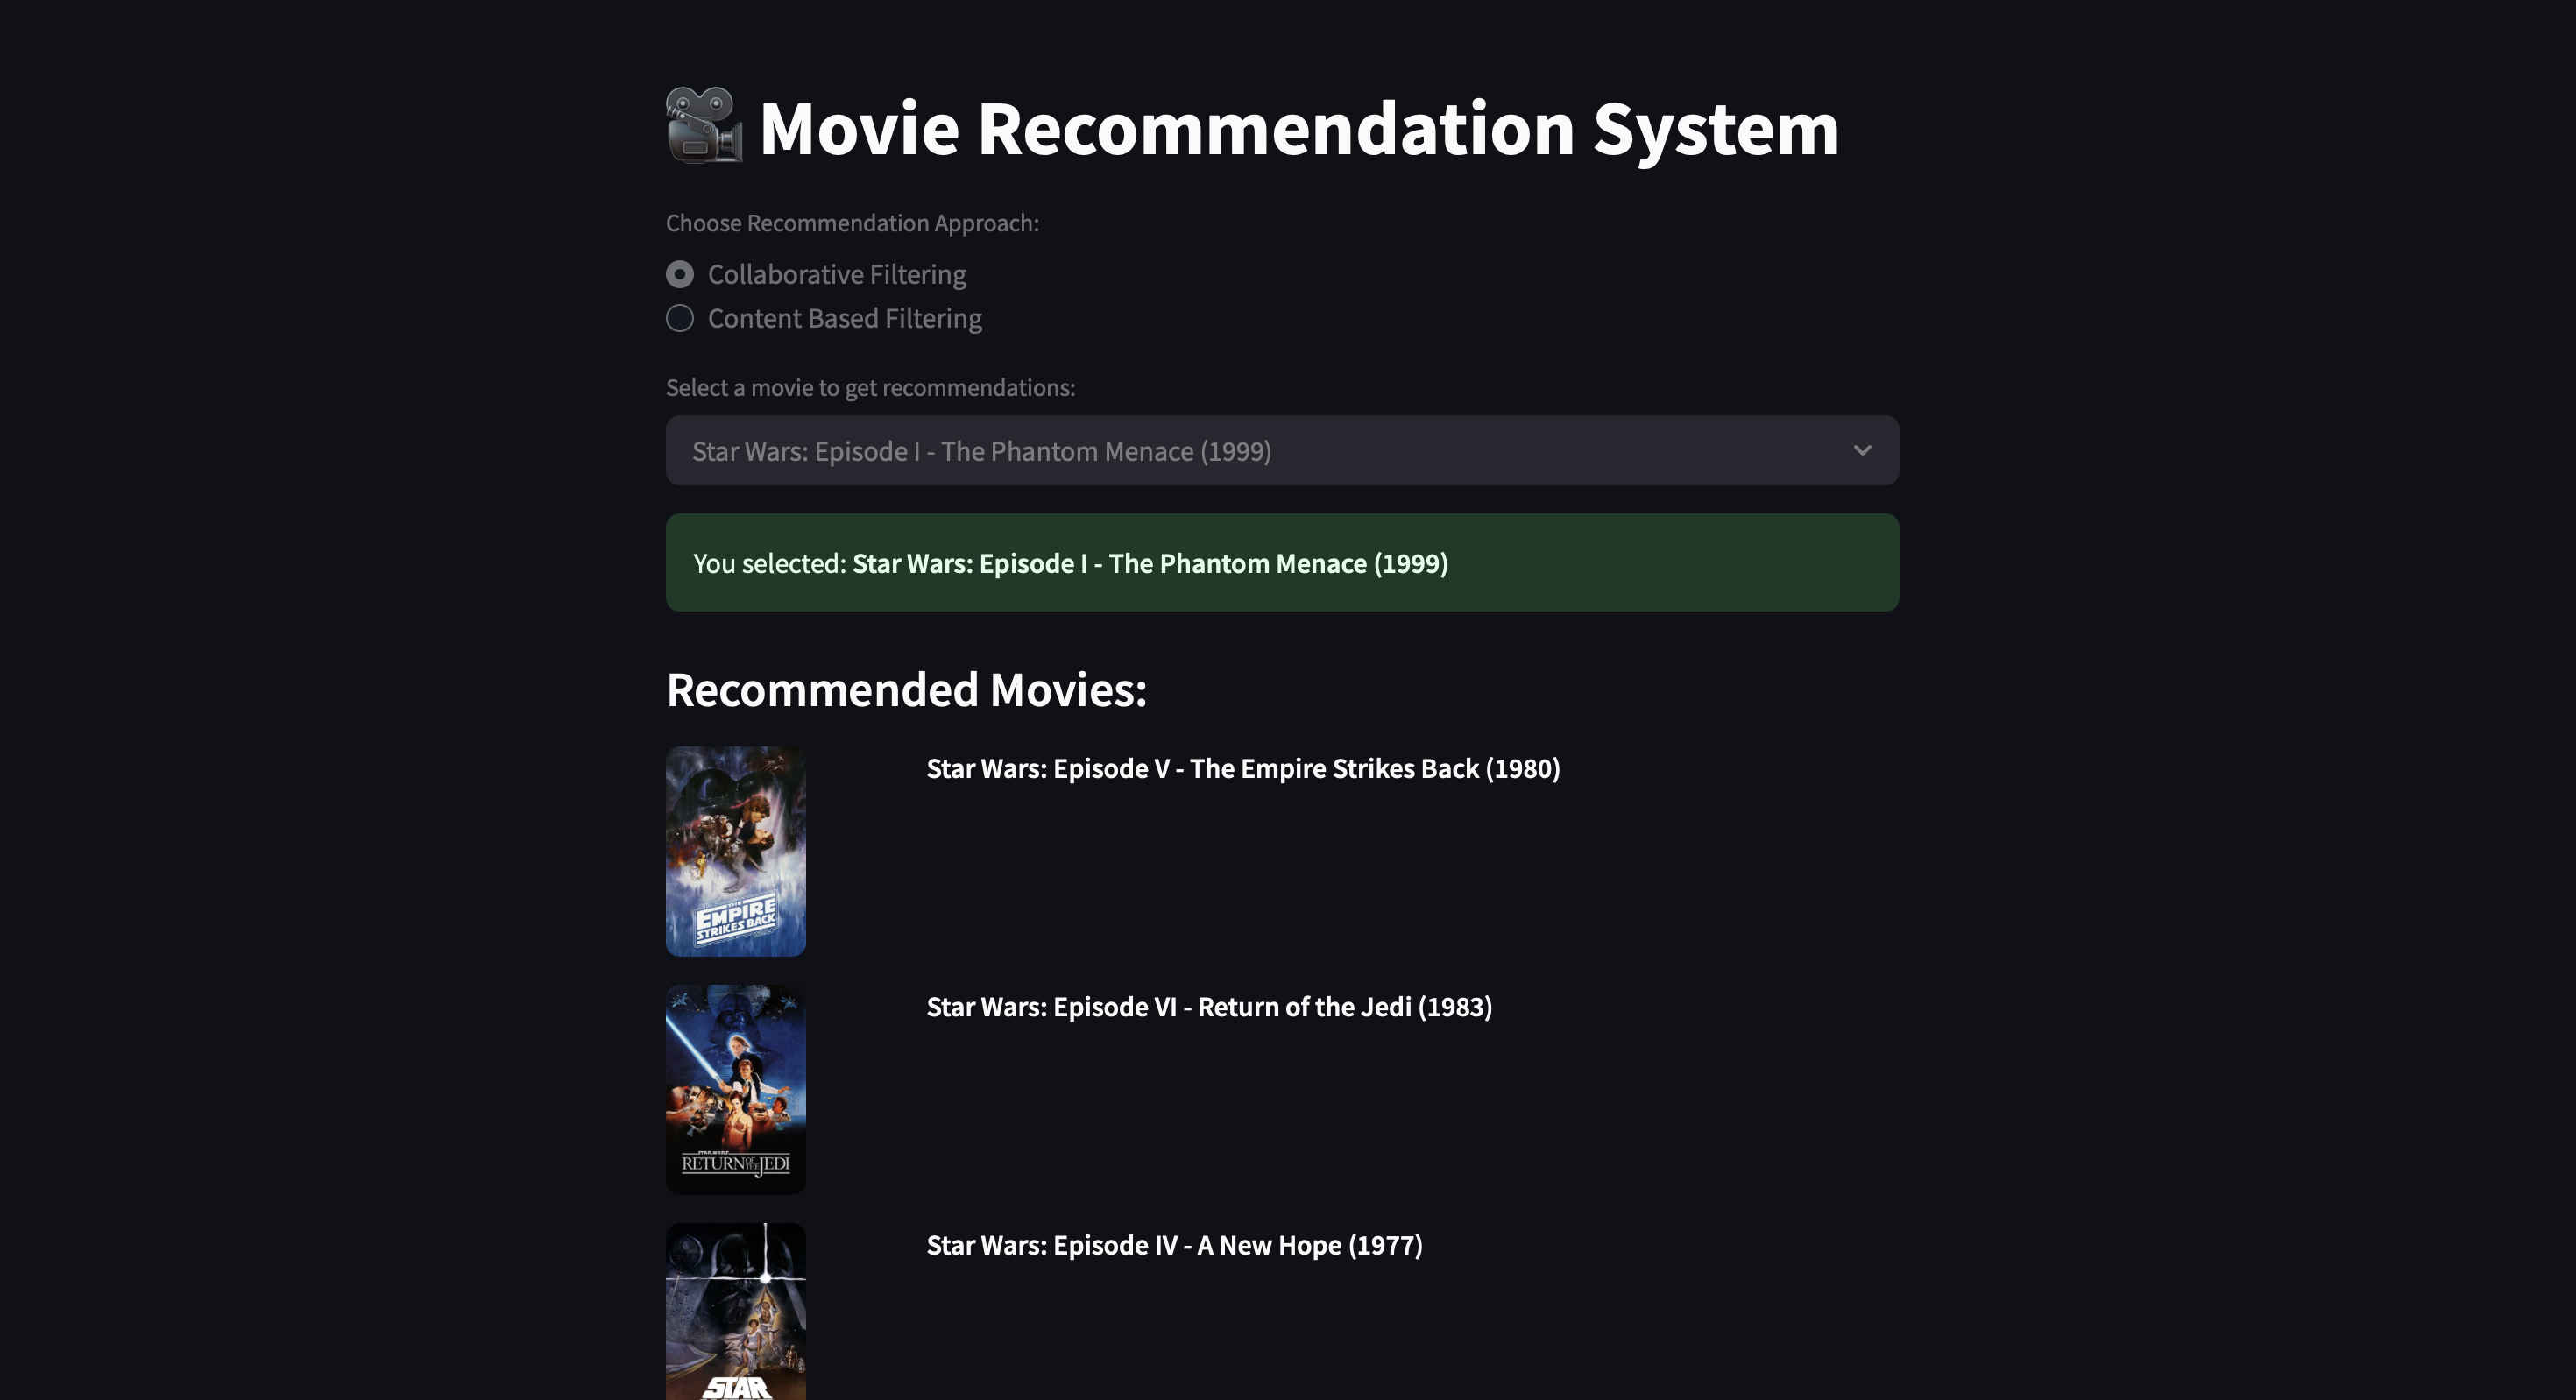 Movie Recommendation System
Choose Recommendation Approach:
Collaborative Filtering
Content Based Filtering
Select a movie to get recommendations:
Star Wars: Episode I - The Phantom Menace (1999)
You selected: Star Wars: Episode I - The Phantom Menace (1999)
Recommended Movies:
Star Wars: Episode V - The Empire Strikes Back (1980)
THE
EMPIRE
STRIKES BACK
Star Wars: Episode VI - Return of the Jedi (1983)
STAR WARS
RETURN OF THE JEDI
Star Wars: Episode IV - A New Hope (1977)
STAR